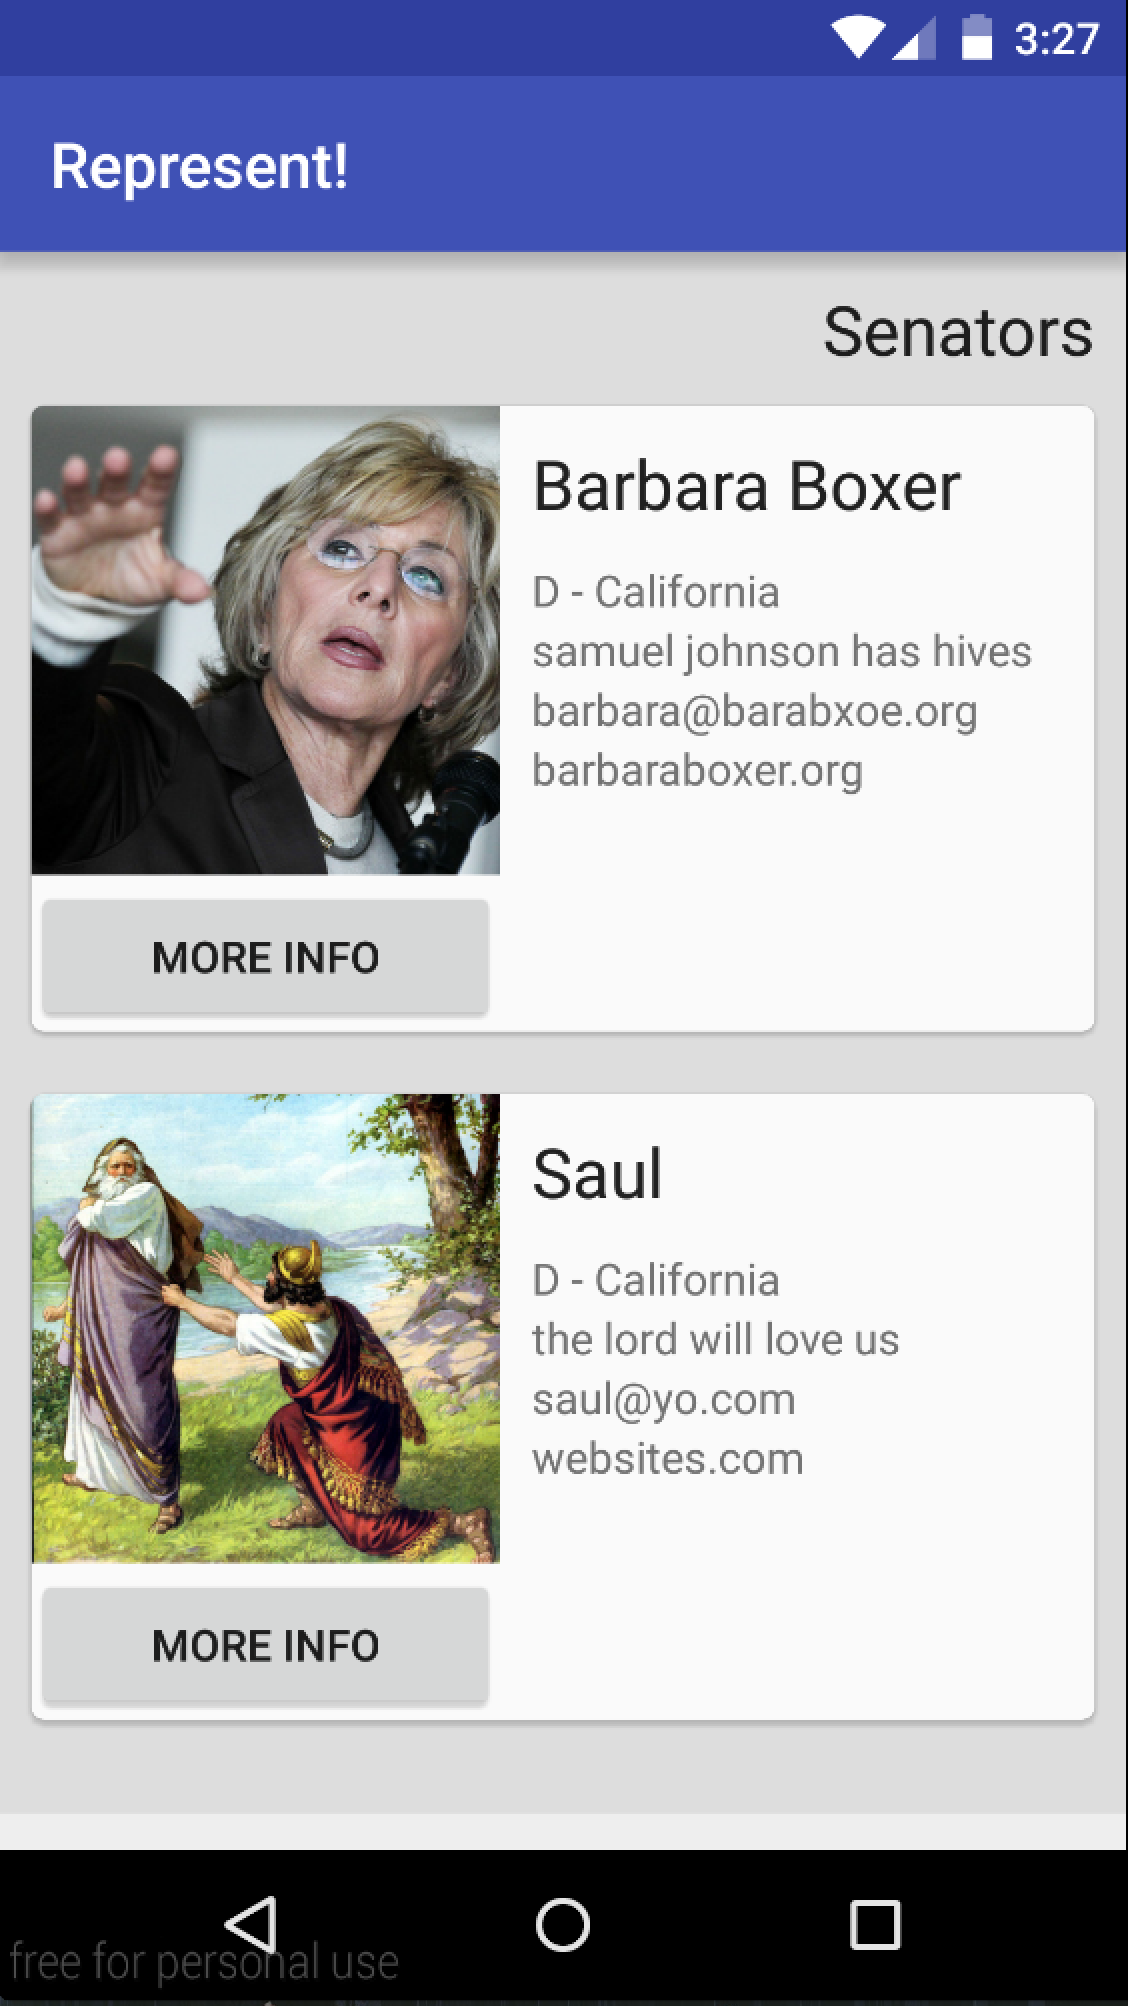 3:27
Represent!
Senators
Barbara Boxer
D - California
samuel johnson has hives
barbara@barabxoe.org
barbaraboxer.org
MORE INFO
Saul
D - California
the lord will love us
saul@yo.com
websites.com
MORE INFO
free for personal use